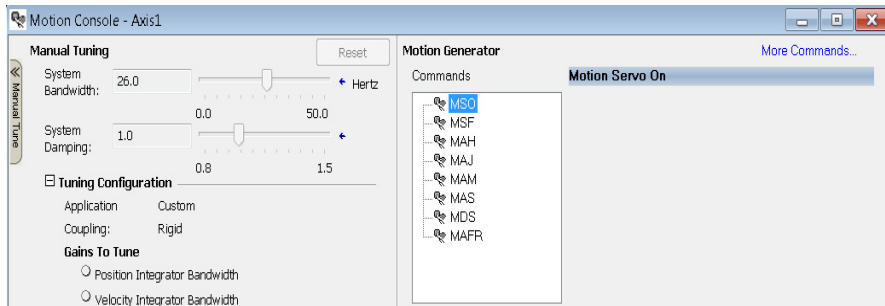 Motion Console - Axis1
Manual Tune
Manual Tuning
Reset
System Bandwidth:
26.0
Hertz
0.0
50.0
System Damping:
1.0
0.8
1.5
Tuning Configuration
Application
Custom
Coupling:
Rigid
Gains To Tune
Position Integrator Bandwidth
Velocity Integrator Bandwidth
Motion Generator
More Commands...
Commands
MSO
MSF
MAH
MAJ
MAM
MAS
MDS
MAFR
Motion Servo On